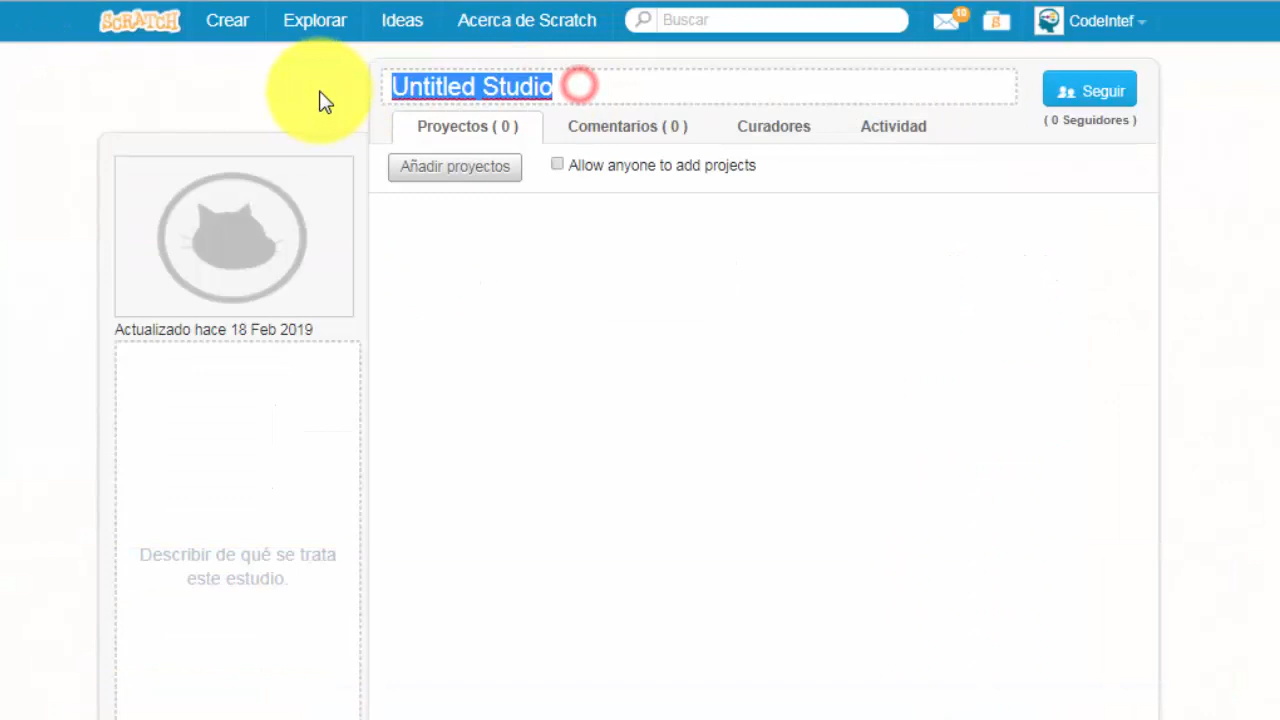 SCRATCH Crear Explorar Ideas Acerca de Scratch Buscar 10 S CodeIntef
Untitled Studio
Seguir
( 0 Seguidores )
Proyectos ( 0 ) Comentarios ( 0 ) Curadores Actividad
Añadir proyectos Allow anyone to add projects
Actualizado hace 18 Feb 2019
Describir de qué se trata
este estudio.